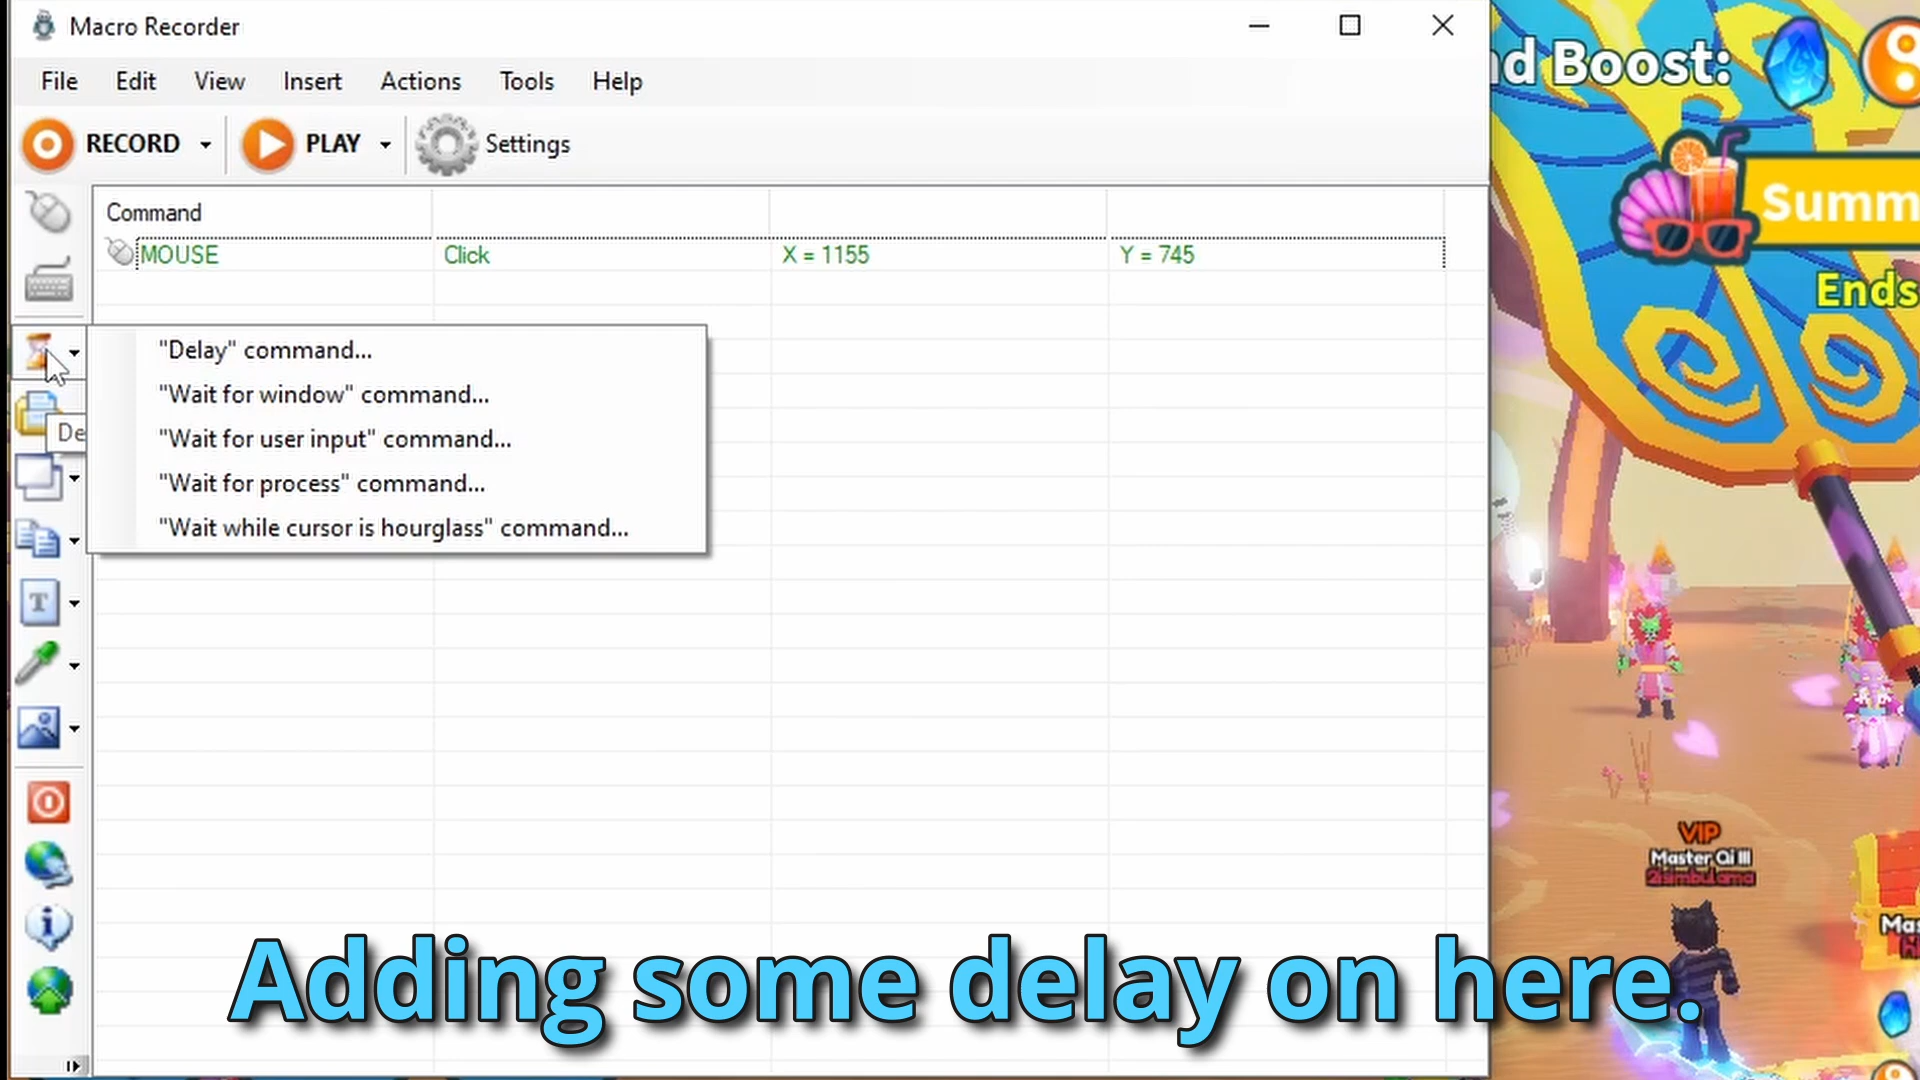 Macro Recorder
File Edit View Insert Actions Tools Help
RECORD PLAY Settings
Command
MOUSE Click X = 1155 Y = 745
"Delay" command...
"Wait for window" command...
"Wait for user input" command...
"Wait for process" command...
"Wait while cursor is hourglass" command...
De
T
nd Boost:
Summ
Ends
VIP
Master Qi III
Mas
Adding some delay on here.